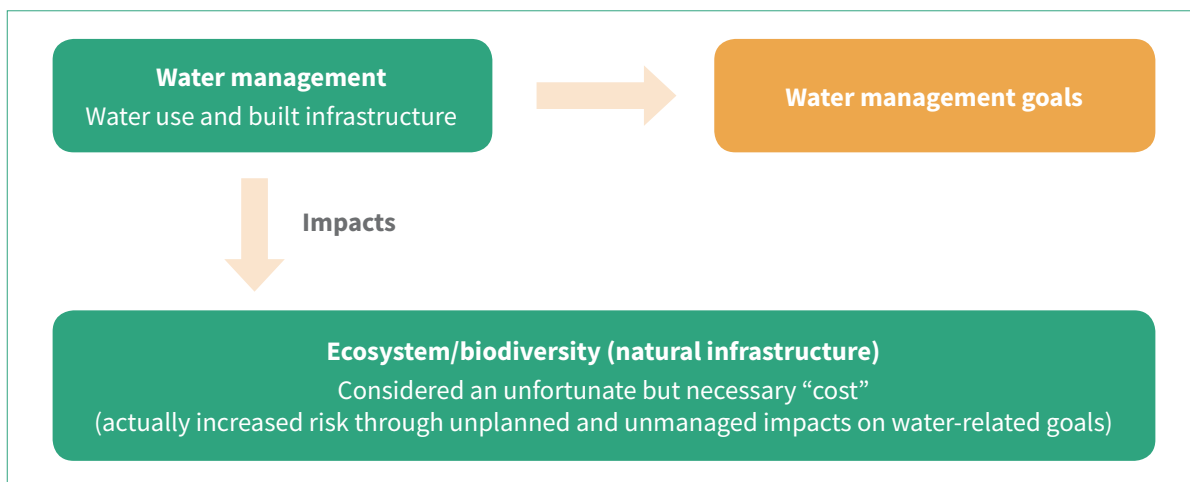 Water management
Water use and built infrastructure
Water management goals
Impacts
Ecosystem/biodiversity (natural infrastructure)
Considered an unfortunate but necessary “cost”
(actually increased risk through unplanned and unmanaged impacts on water-related goals)